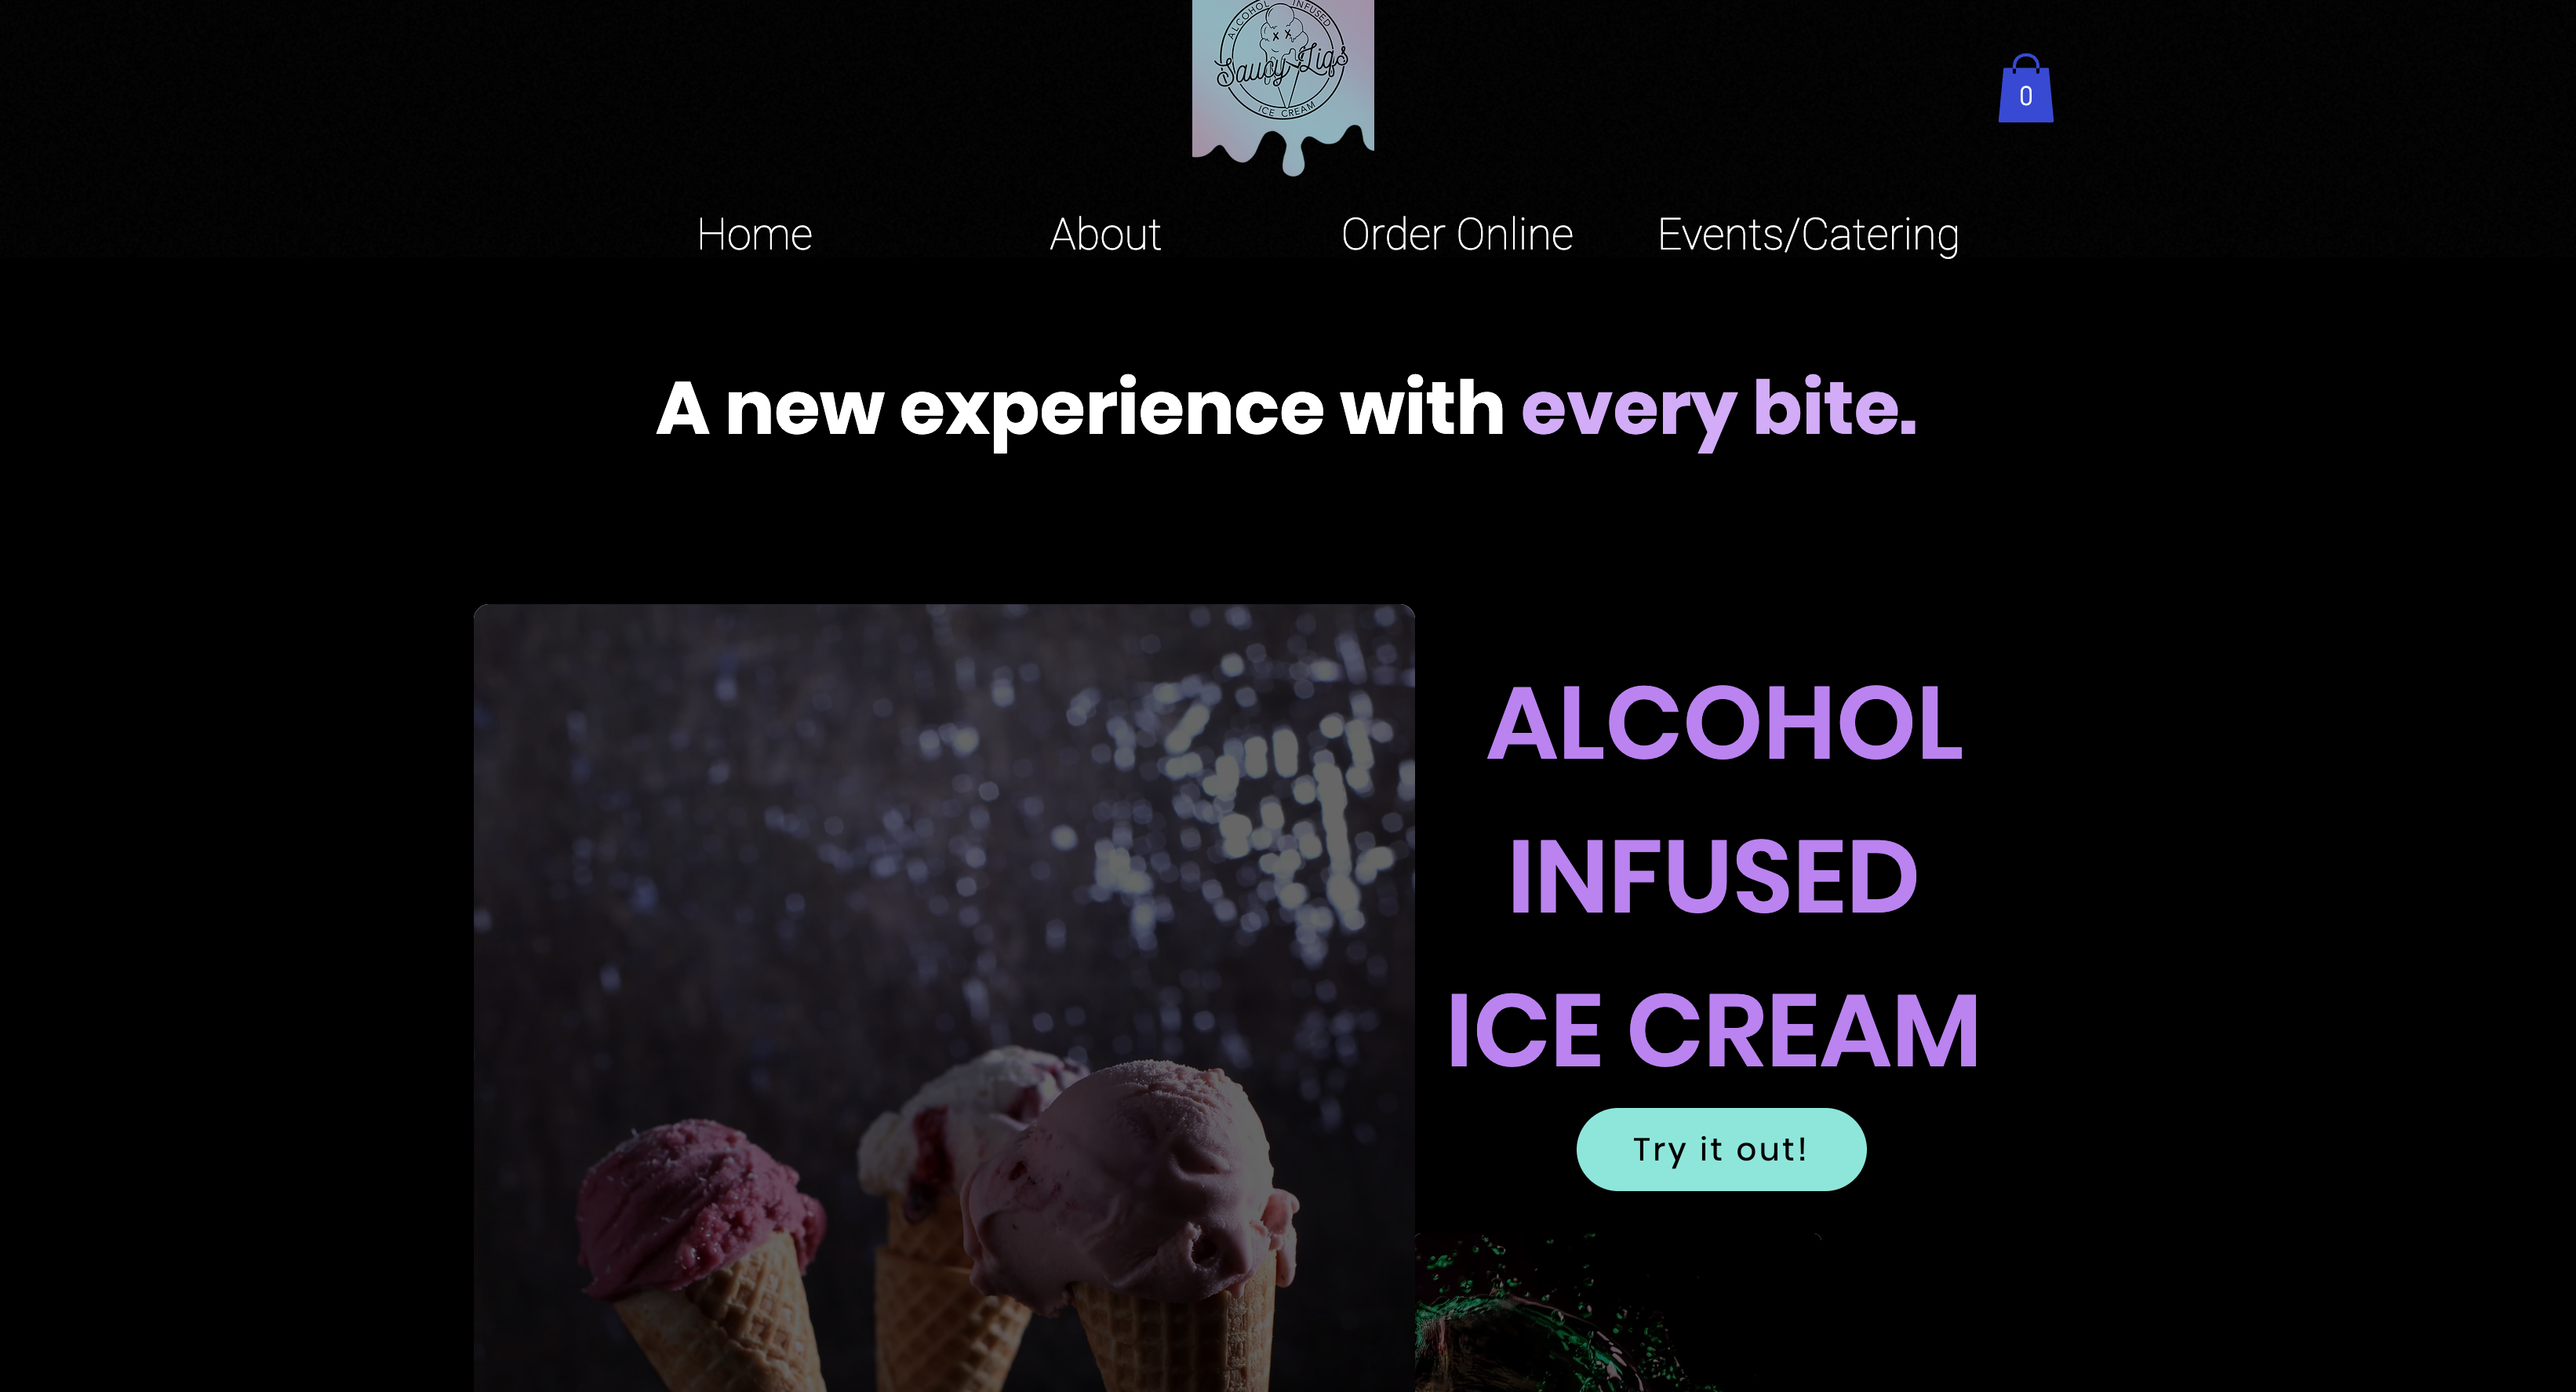 ALCOHOL INFUSED
Saucy Liqs
ICE CREAM
0
Home About Order Online Events/Catering
A new experience with every bite.
ALCOHOL
INFUSED
ICE CREAM
Try it out!